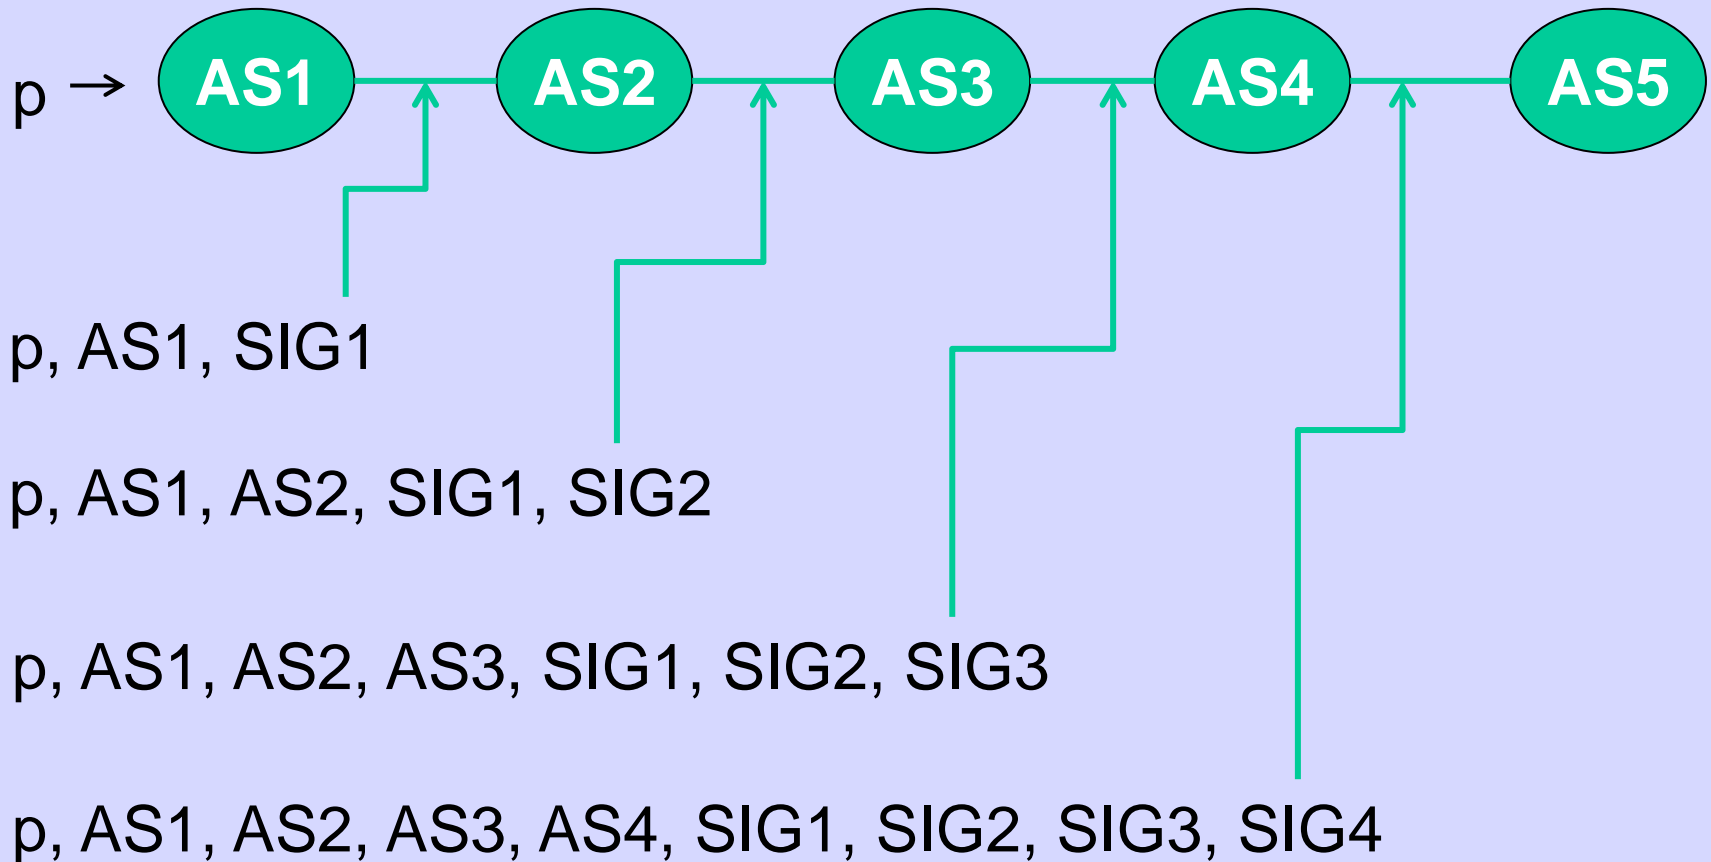 p → AS1 AS2 AS3 AS4 AS5
p, AS1, SIG1
p, AS1, AS2, SIG1, SIG2
p, AS1, AS2, AS3, SIG1, SIG2, SIG3
p, AS1, AS2, AS3, AS4, SIG1, SIG2, SIG3, SIG4